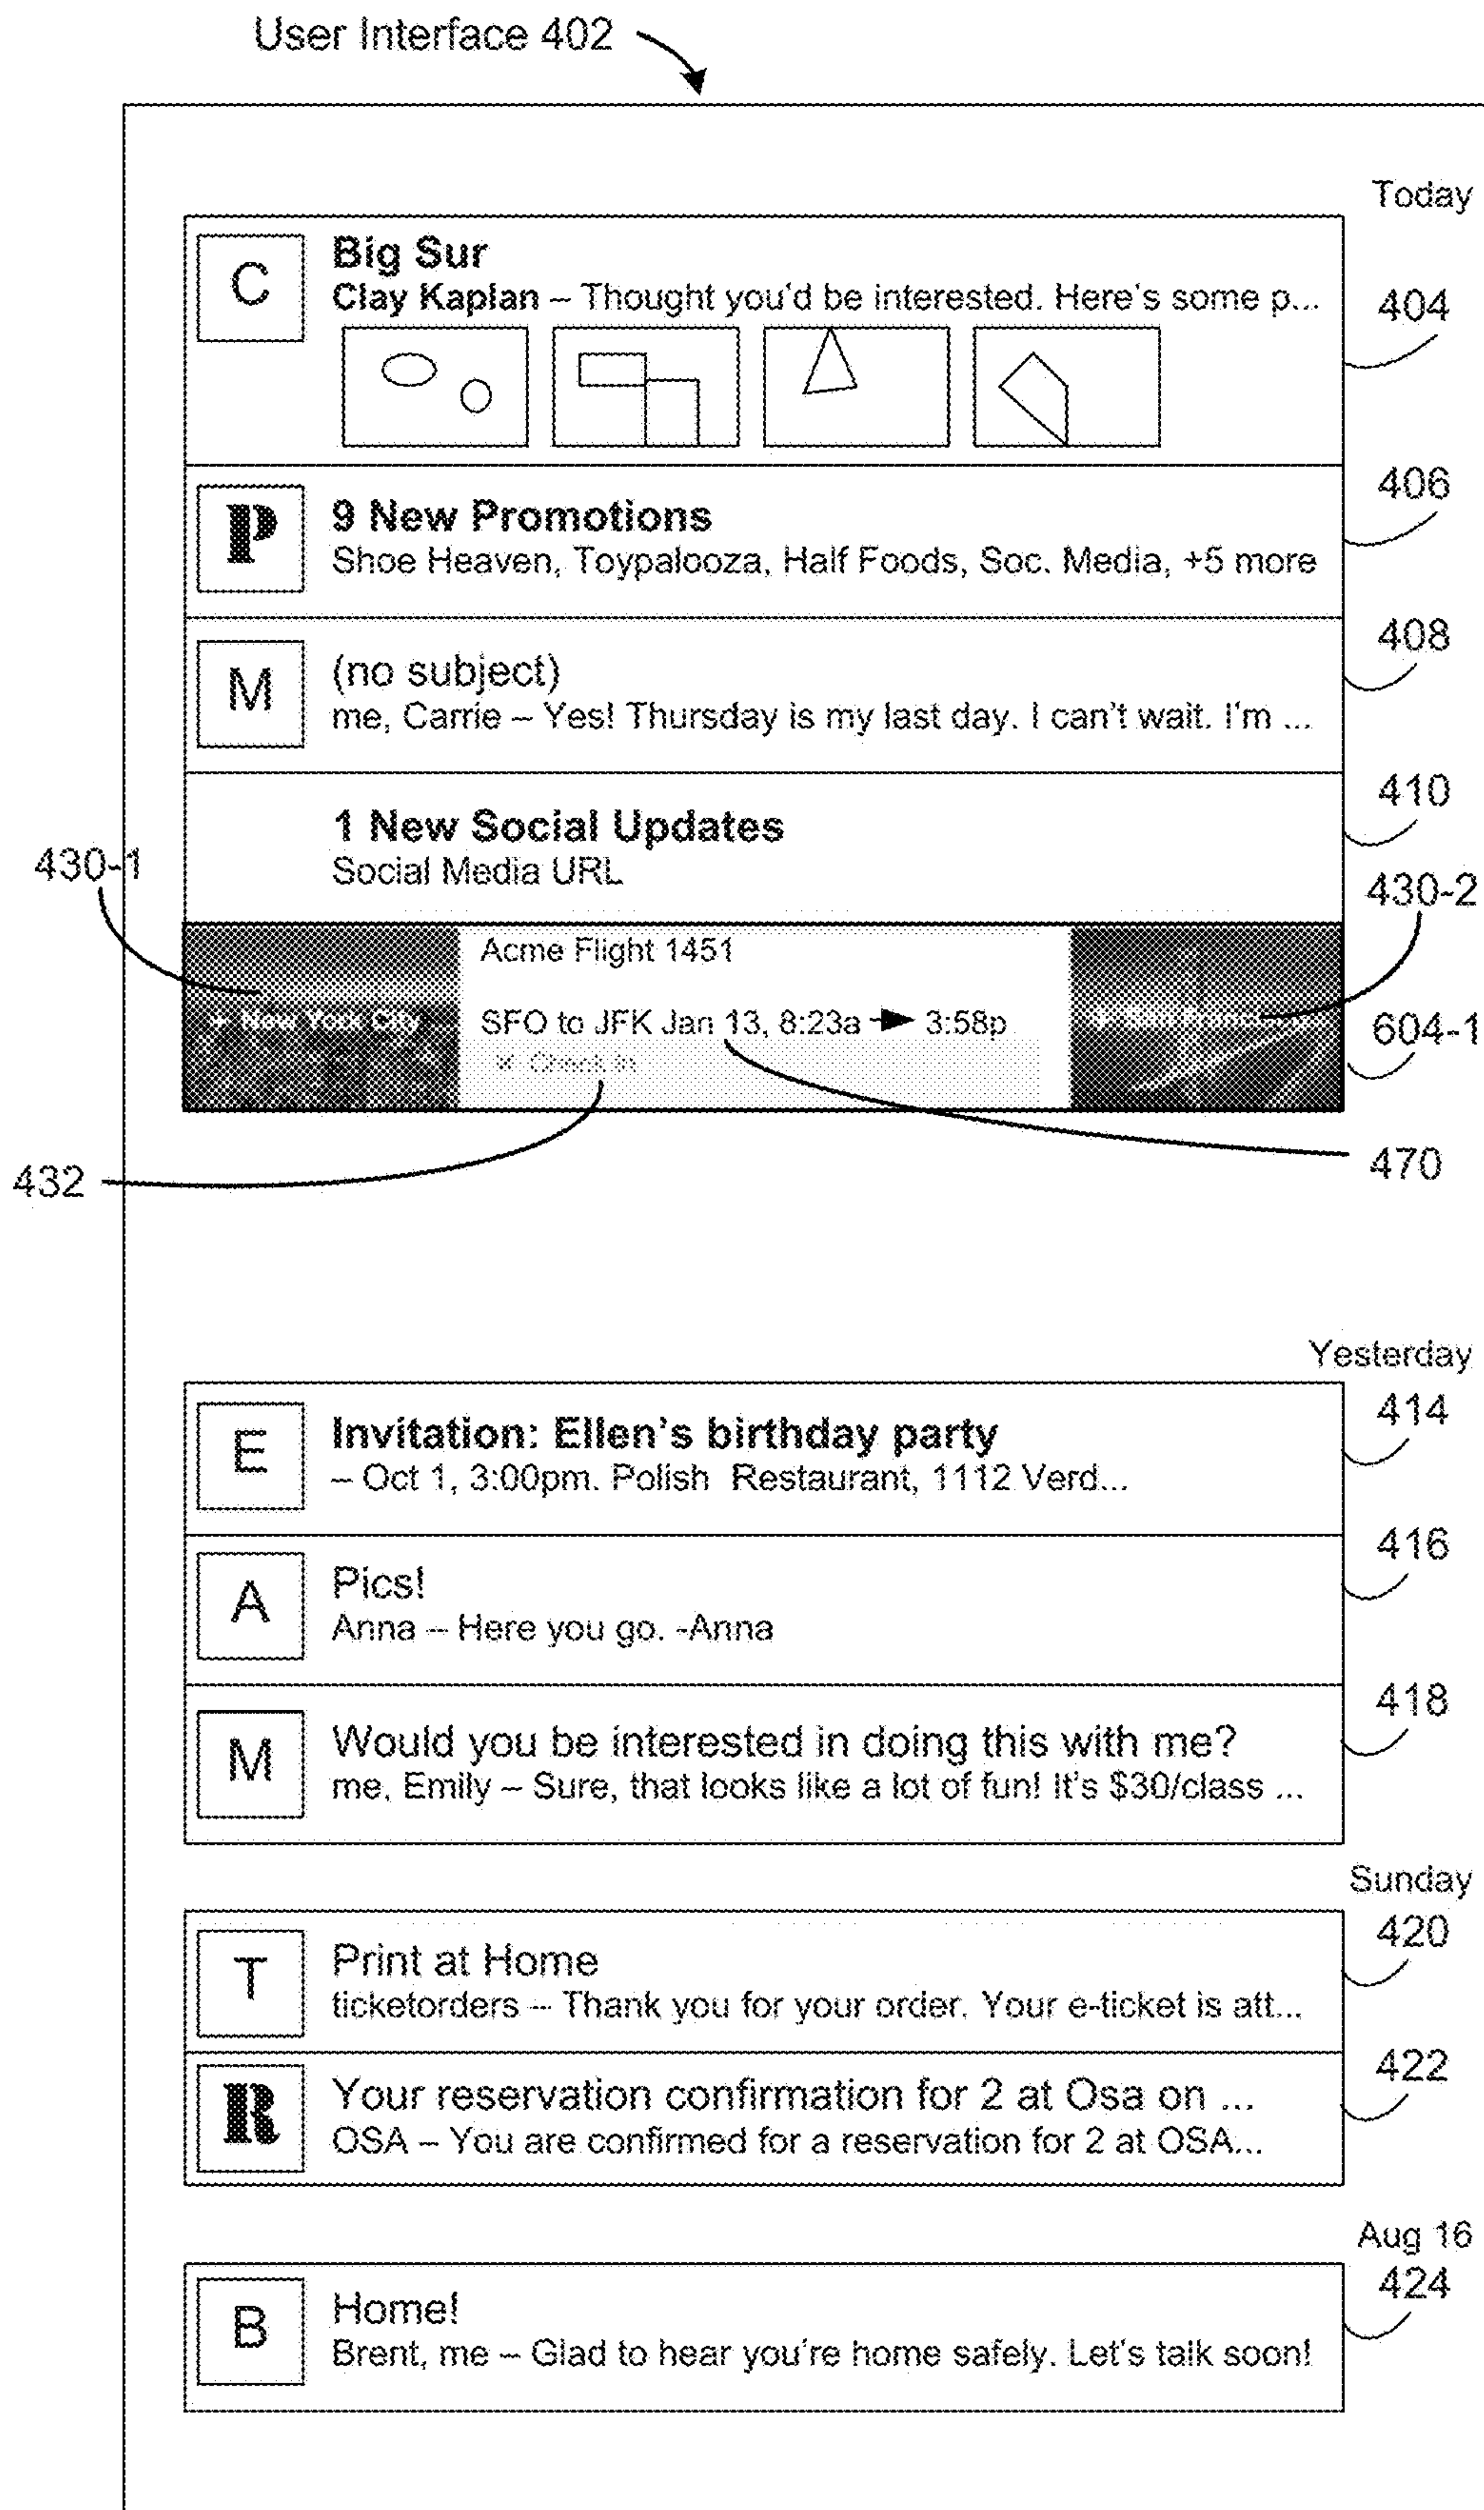 User Interface 402
Today
C
Big Sur
Clay Kaplan – Thought you'd be interested. Here's some p...
404
P
9 New Promotions
Shoe Heaven, Toypalooza, Half Foods, Soc. Media, +5 more
406
M
(no subject)
me, Carrie – Yes! Thursday is my last day. I can't wait. I'm ...
408
1 New Social Updates
Social Media URL
410
430-1
430-2
New York City
Acme Flight 1451
SFO to JFK Jan 13, 8:23a → 3:58p
Check in
604-1
432
470
Yesterday
E
Invitation: Ellen's birthday party
– Oct 1, 3:00pm. Polish Restaurant, 1112 Verd...
414
A
Pics!
Anna – Here you go. -Anna
416
M
Would you be interested in doing this with me?
me, Emily – Sure, that looks like a lot of fun! It's $30/class ...
418
Sunday
T
Print at Home
ticketorders – Thank you for your order. Your e-ticket is att...
420
R
Your reservation confirmation for 2 at Osa on ...
OSA – You are confirmed for a reservation for 2 at OSA...
422
Aug 16
B
Home!
Brent, me – Glad to hear you're home safely. Let's talk soon!
424